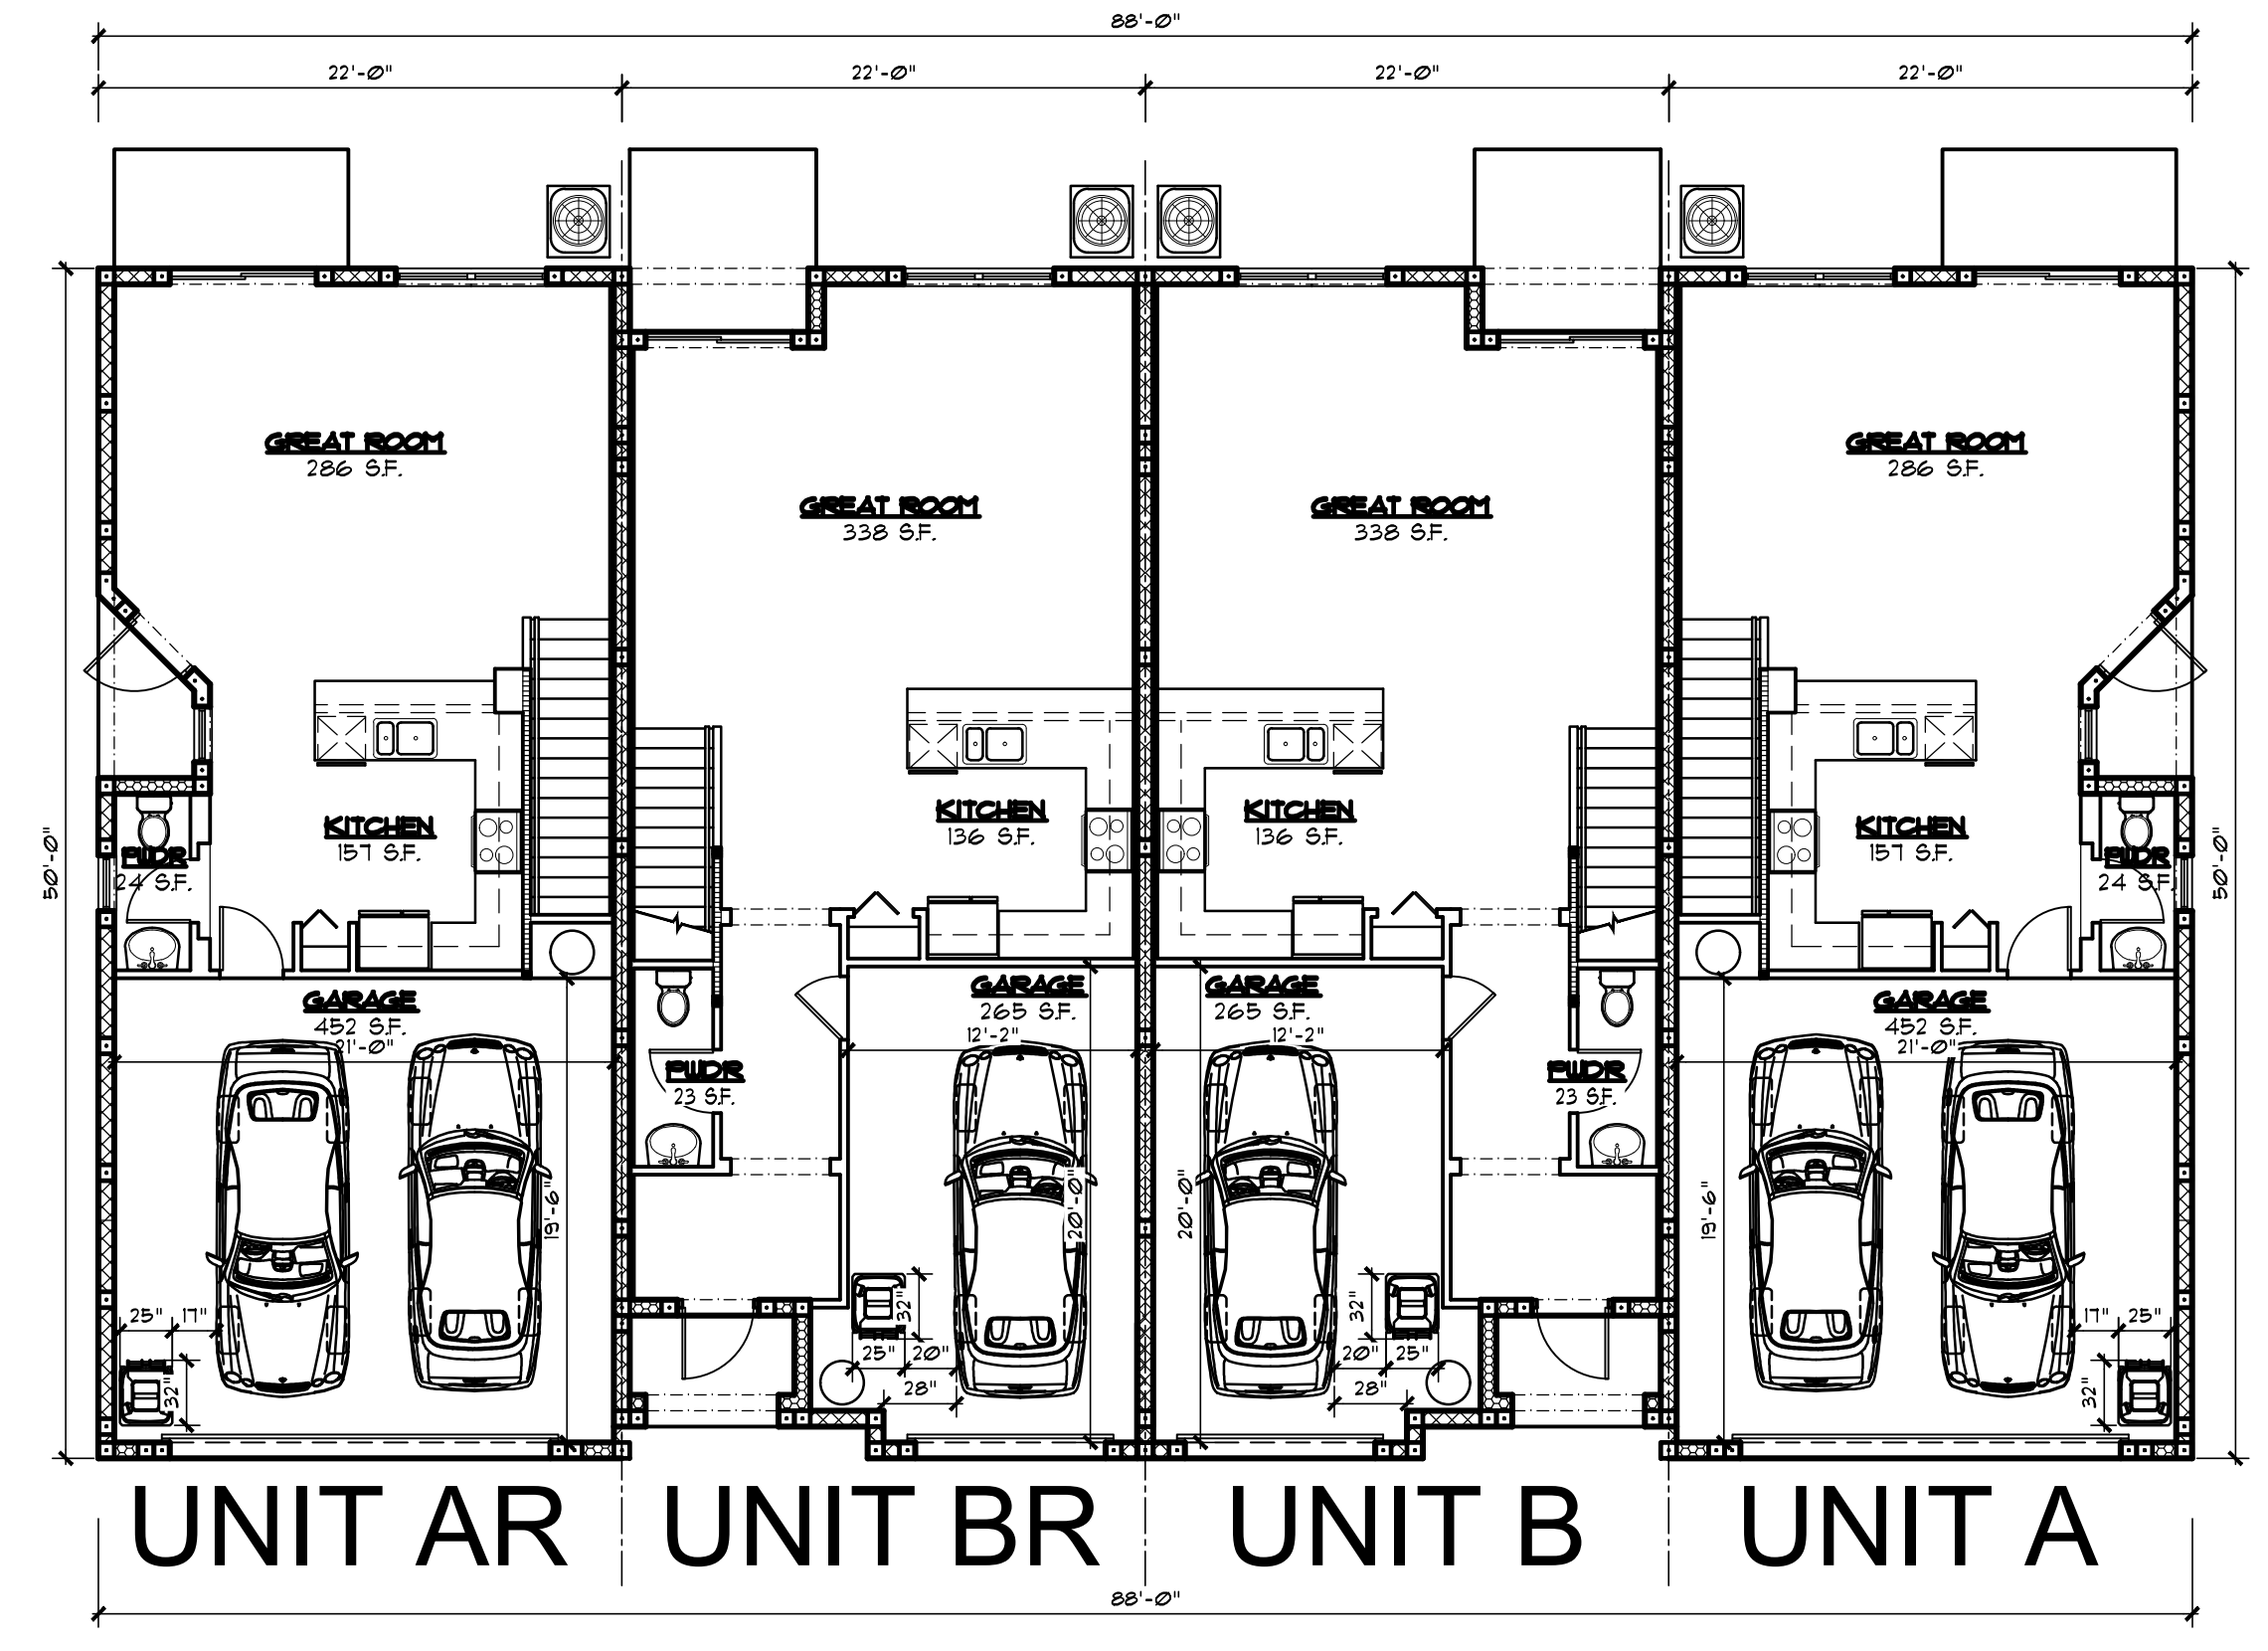 88'-0"
22'-0" 22'-0" 22'-0" 22'-0"
GREAT ROOM
286 S.F.
GREAT ROOM
286 S.F.
GREAT ROOM
338 S.F.
GREAT ROOM
338 S.F.
KITCHEN
136 S.F.
KITCHEN
136 S.F.
KITCHEN
157 S.F.
KITCHEN
157 S.F.
50'-0"
50'-0"
PWDR
24 S.F.
PWDR
24 S.F.
GARAGE
265 S.F.
12'-2"
GARAGE
265 S.F.
12'-2"
GARAGE
452 S.F.
21'-0"
GARAGE
452 S.F.
21'-0"
PWDR
23 S.F.
PWDR
23 S.F.
19'-6"
20'-0"
20'-0"
19'-6"
32"
32"
25" 17"
17" 25"
25" 20"
20" 25"
32"
32"
28"
28"
UNIT AR UNIT BR UNIT B UNIT A
88'-0"